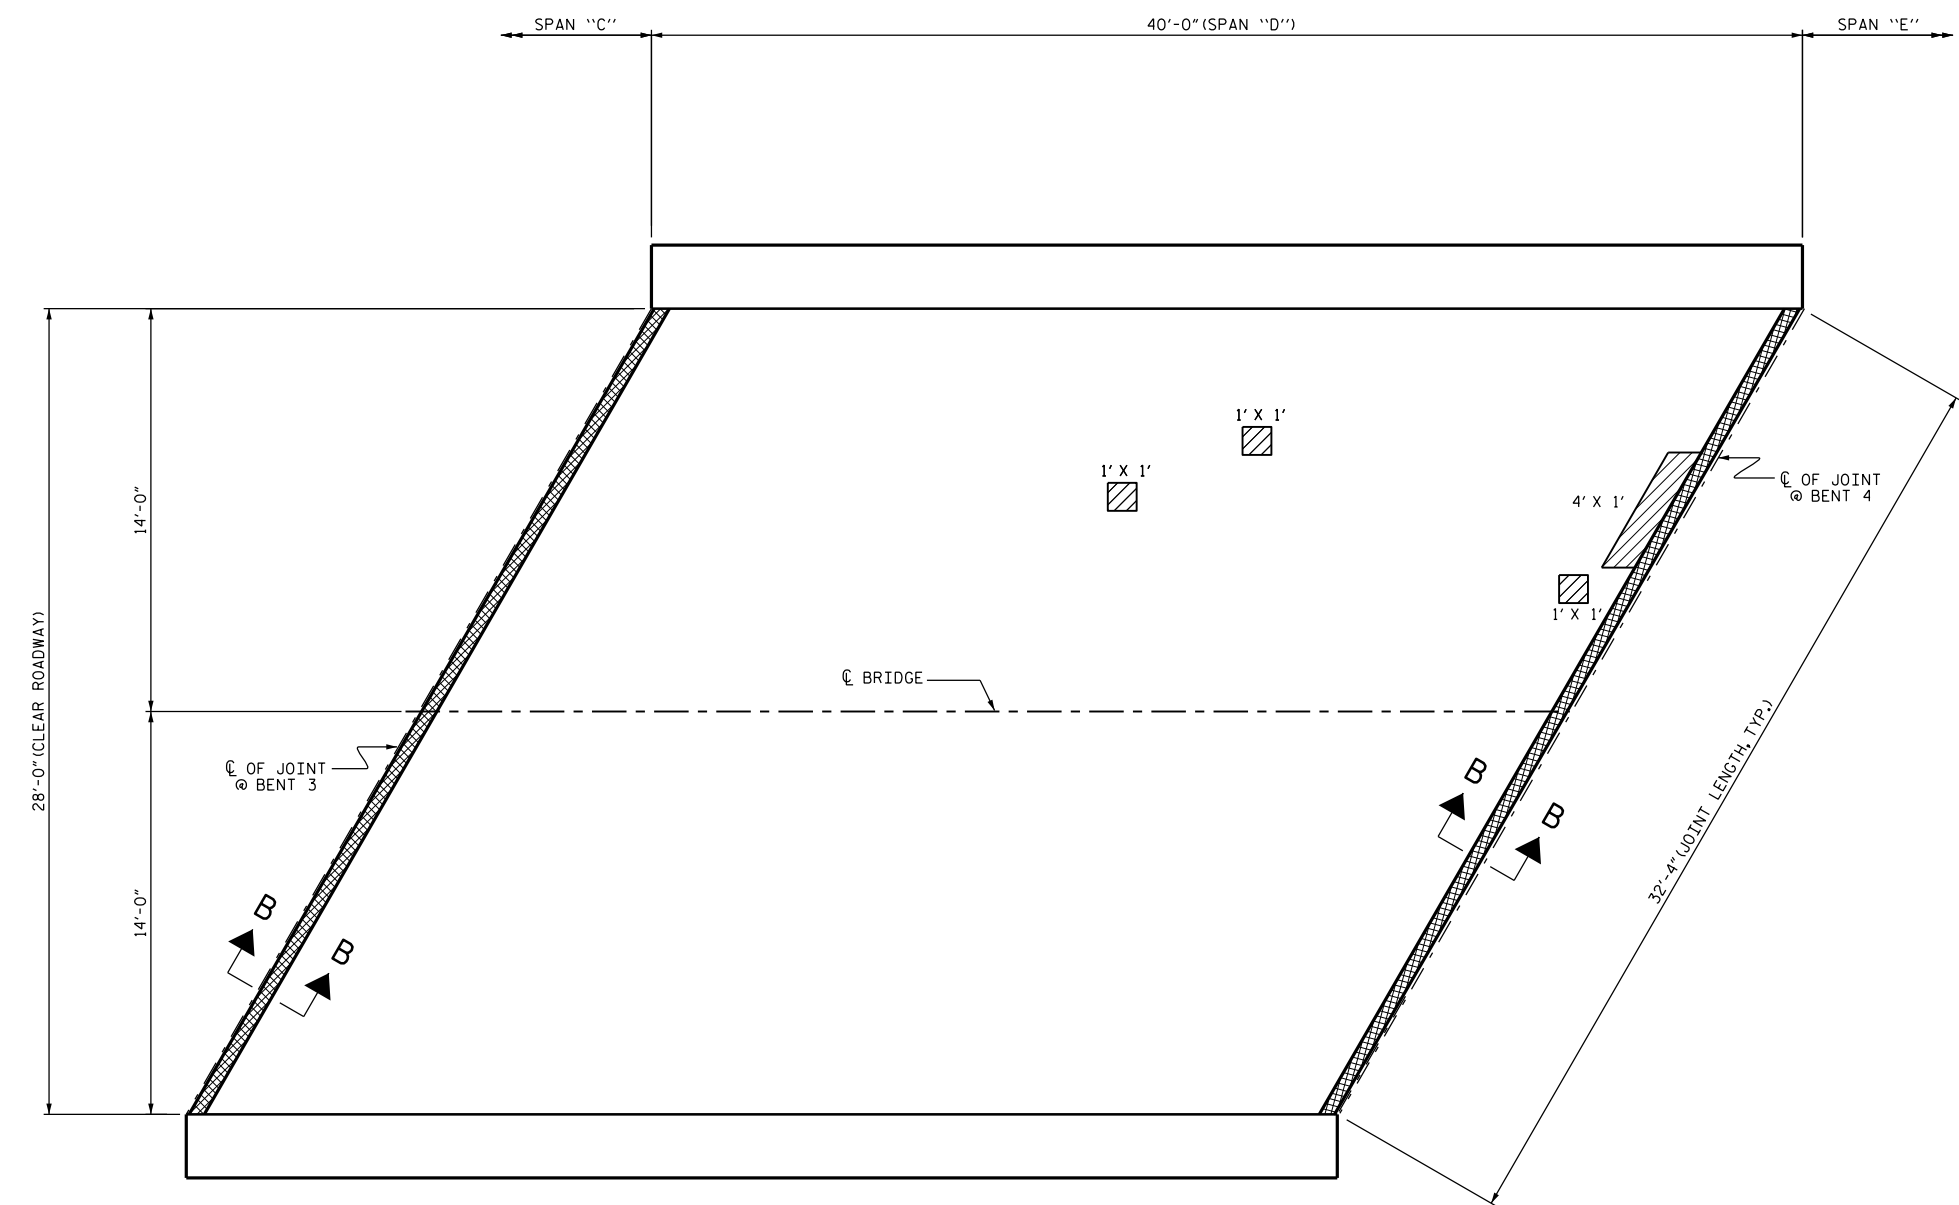 SPAN ``C''
40'-0"(SPAN ``D'')
SPAN ``E''
1' X 1'
1' X 1'
4' X 1'
℄ OF JOINT
@ BENT 4
14'-0"
1' X 1'
28'-0"(CLEAR ROADWAY)
℄ BRIDGE
℄ OF JOINT
@ BENT 3
32'-4"(JOINT LENGTH, TYP.)
B
B
B
B
14'-0"